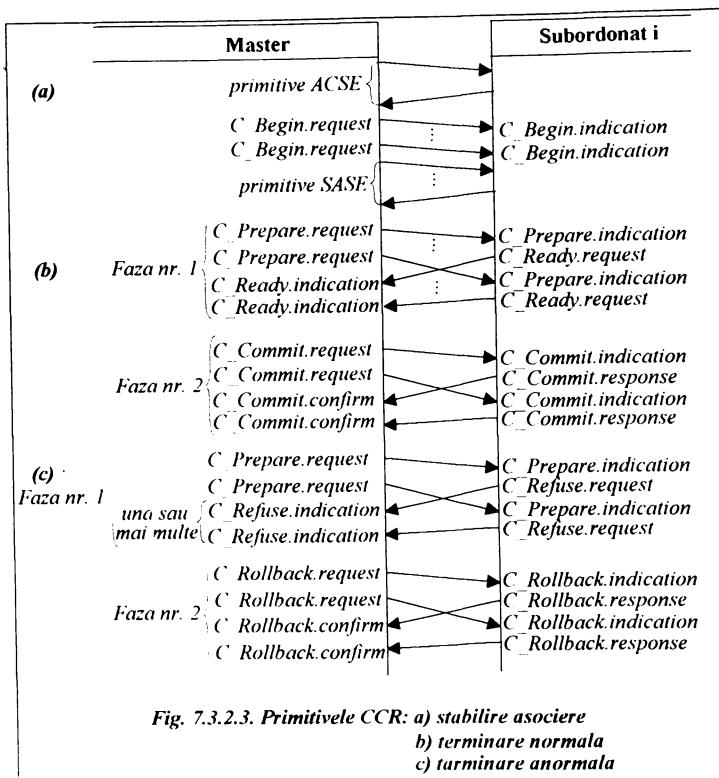 Master Subordonat i
(a) primitive ACSE
C_Begin.request C_Begin.indication
C_Begin.request C_Begin.indication
primitive SASE
C_Prepare.request C_Prepare.indication
C_Prepare.request C_Ready.request
(b) Faza nr. 1 C_Ready.indication C_Prepare.indication
C_Ready.indication C_Ready.request
C_Commit.request C_Commit.indication
Faza nr. 2 C_Commit.request C_Commit.response
C_Commit.confirm C_Commit.indication
C_Commit.confirm C_Commit.response
(c) C_Prepare.request C_Prepare.indication
Faza nr. 1 C_Prepare.request C_Refuse.request
una sau C_Refuse.indication C_Prepare.indication
mai multe C_Refuse.indication C_Refuse.request
C_Rollback.request C_Rollback.indication
Faza nr. 2 C_Rollback.request C_Rollback.response
C_Rollback.confirm C_Rollback.indication
C_Rollback.confirm C_Rollback.response
Fig. 7.3.2.3. Primitivele CCR: a) stabilire asociere
b) terminare normala
c) tarminare anormala